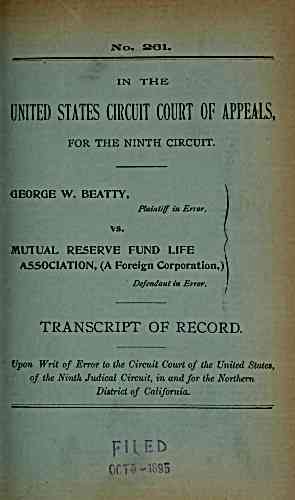 No. 261.
IN THE
UNITED STATES CIRCUIT COURT OF APPEALS,
FOR THE NINTH CIRCUIT.
GEORGE W. BEATTY,
Plaintiff in Error,
vs.
MUTUAL RESERVE FUND LIFE
ASSOCIATION, (A Foreign Corporation,)
Defendant in Error.
TRANSCRIPT OF RECORD.
Upon Writ of Error to the Circuit Court of the United States,
of the Ninth Judical Circuit, in and for the Northern
District of California.
FILED
1895